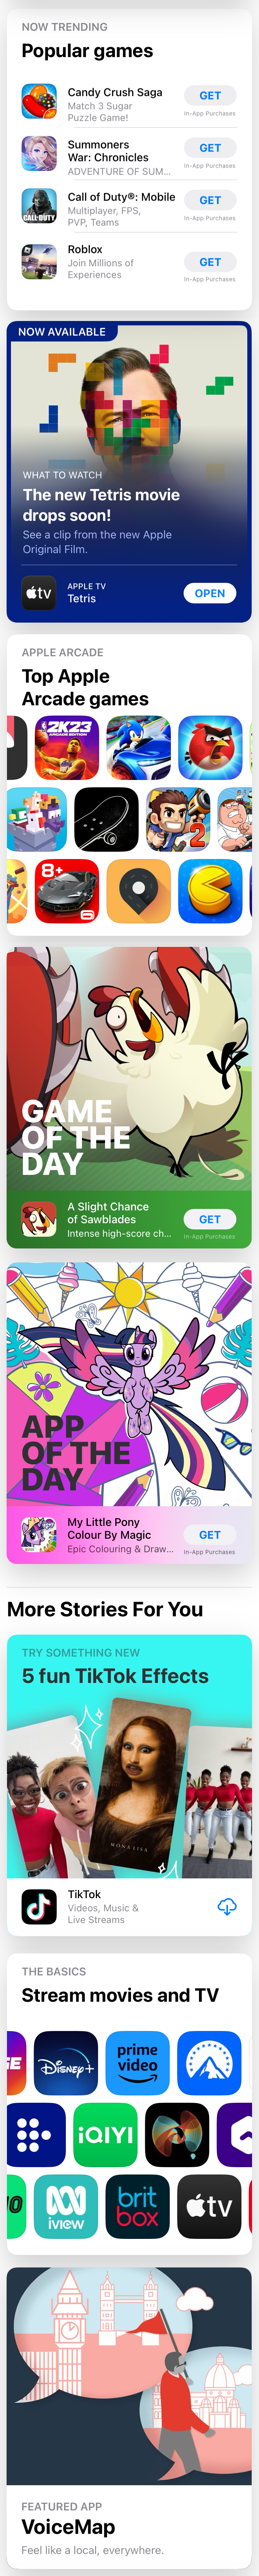 NOW TRENDING
Popular games
Candy Crush Saga
Match 3 Sugar
Puzzle Game!
GET
In-App Purchases
Summoners
War: Chronicles
ADVENTURE OF SUM...
GET
In-App Purchases
CALL OF DUTY
Call of Duty®: Mobile
Multiplayer, FPS,
PVP, Teams
GET
In-App Purchases
Roblox
Join Millions of
Experiences
GET
In-App Purchases
NOW AVAILABLE
WHAT TO WATCH
The new Tetris movie
drops soon!
See a clip from the new Apple
Original Film.
tv
APPLE TV
Tetris
OPEN
APPLE ARCADE
Top Apple
Arcade games
2K23
ARCADE EDITION
2
8+
GAME
OF THE
DAY
A Slight Chance
of Sawblades
Intense high-score ch...
GET
In-App Purchases
APP
OF THE
DAY
My Little Pony
Colour By Magic
Epic Colouring & Draw...
GET
In-App Purchases
More Stories For You
TRY SOMETHING NEW
5 fun TikTok Effects
MONA LISA
TikTok
Videos, Music &
Live Streams
THE BASICS
Stream movies and TV
Disney+
prime
video
iQIYI
iview
brit
box
tv
FEATURED APP
VoiceMap
Feel like a local, everywhere.